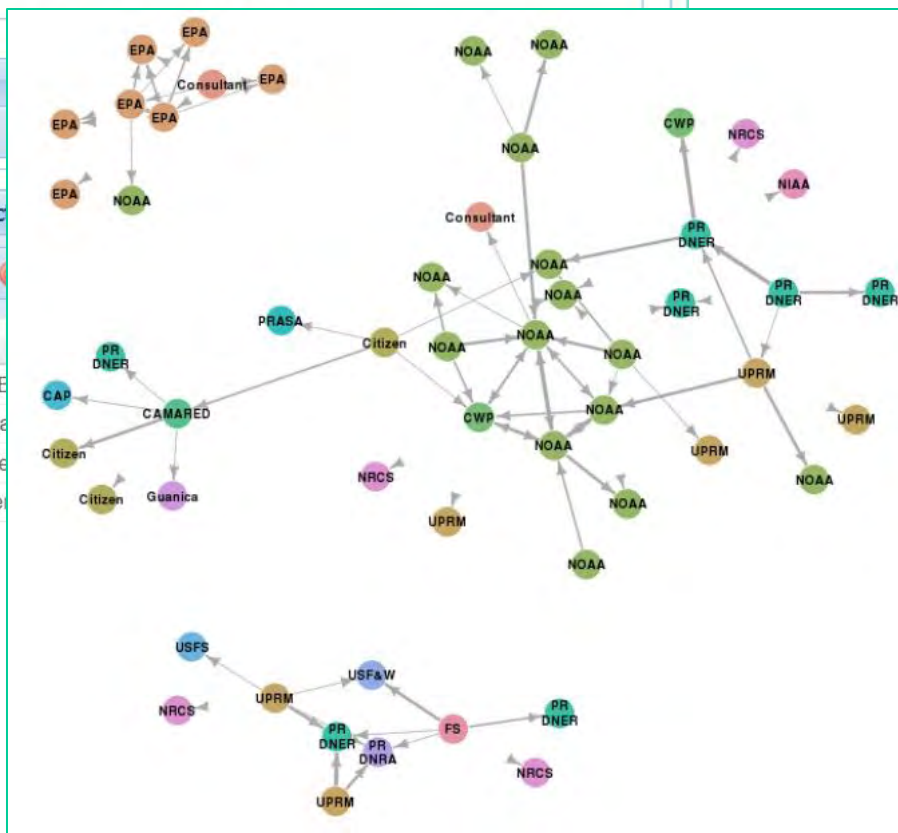 EPA
EPA
Consultant
EPA
EPA
EPA
EPA
EPA
NOAA
NOAA
NOAA
NOAA
CWP
NRCS
NIAA
Consultant
PR
DNER
NOAA
NOAA
NOAA
PR
DNER
PR
DNER
PR
DNER
PRASA
Citizen
NOAA
NOAA
NOAA
PR
DNER
UPRM
CAP
CAMARED
CWP
NOAA
UPRM
Citizen
NOAA
UPRM
NRCS
NOAA
Citizen
Guanica
NOAA
UPRM
NOAA
USFS
USF&W
UPRM
NRCS
PR
DNER
PR
DNER
FS
PR
DNRA
NRCS
UPRM